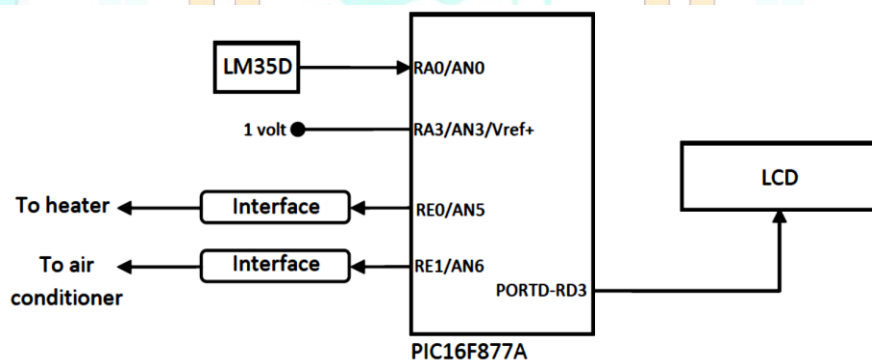 LM35D
RA0/AN0
1 volt
RA3/AN3/Vref+
To heater
Interface
RE0/AN5
To air
conditioner
Interface
RE1/AN6
PORTD-RD3
LCD
PIC16F877A